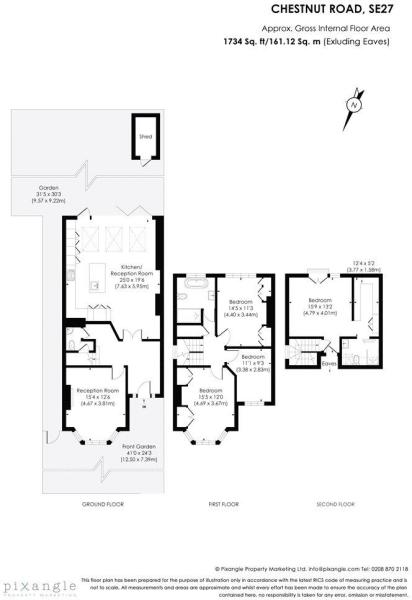 CHESTNUT ROAD, SE27
Approx. Gross Internal Floor Area
1734 Sq. ft/161.12 Sq. m (Exluding Eaves)
N
Shed
Garden
31'5 x 30'3
(9.57 x 9.22m)
Kitchen/
Reception Room
25'0 x 19'6
(7.63 x 5.95m)
Reception Room
15'4 x 12'6
(4.67 x 3.81m)
IN
Front Garden
41'0 x 24'3
(12.50 x 7.39m)
GROUND FLOOR
Bedroom
14'5 x 11'3
(4.40 x 3.44m)
Bedroom
11'1 x 9'3
(3.38 x 2.83m)
Bedroom
15'5 x 12'0
(4.69 x 3.67m)
FIRST FLOOR
12'4 x 5'2
(3.77 x 1.58m)
Bedroom
15'9 x 13'2
(4.79 x 4.01m)
Eaves
SECOND FLOOR
© Pixangle Property Marketing Ltd. info@pixangle.com Tel: 0208 870 2118
pixangle
PROPERTY MARKETING
This floor plan has been prepared for the purpose of illustration only in accordance with the latest RICS code of measuring practice and is
not to scale. All measurements and areas are approximate and whilst every effort has been made to ensure the accuracy of the plan
contained here, no responsibility is taken for any error, omission or misstatement.